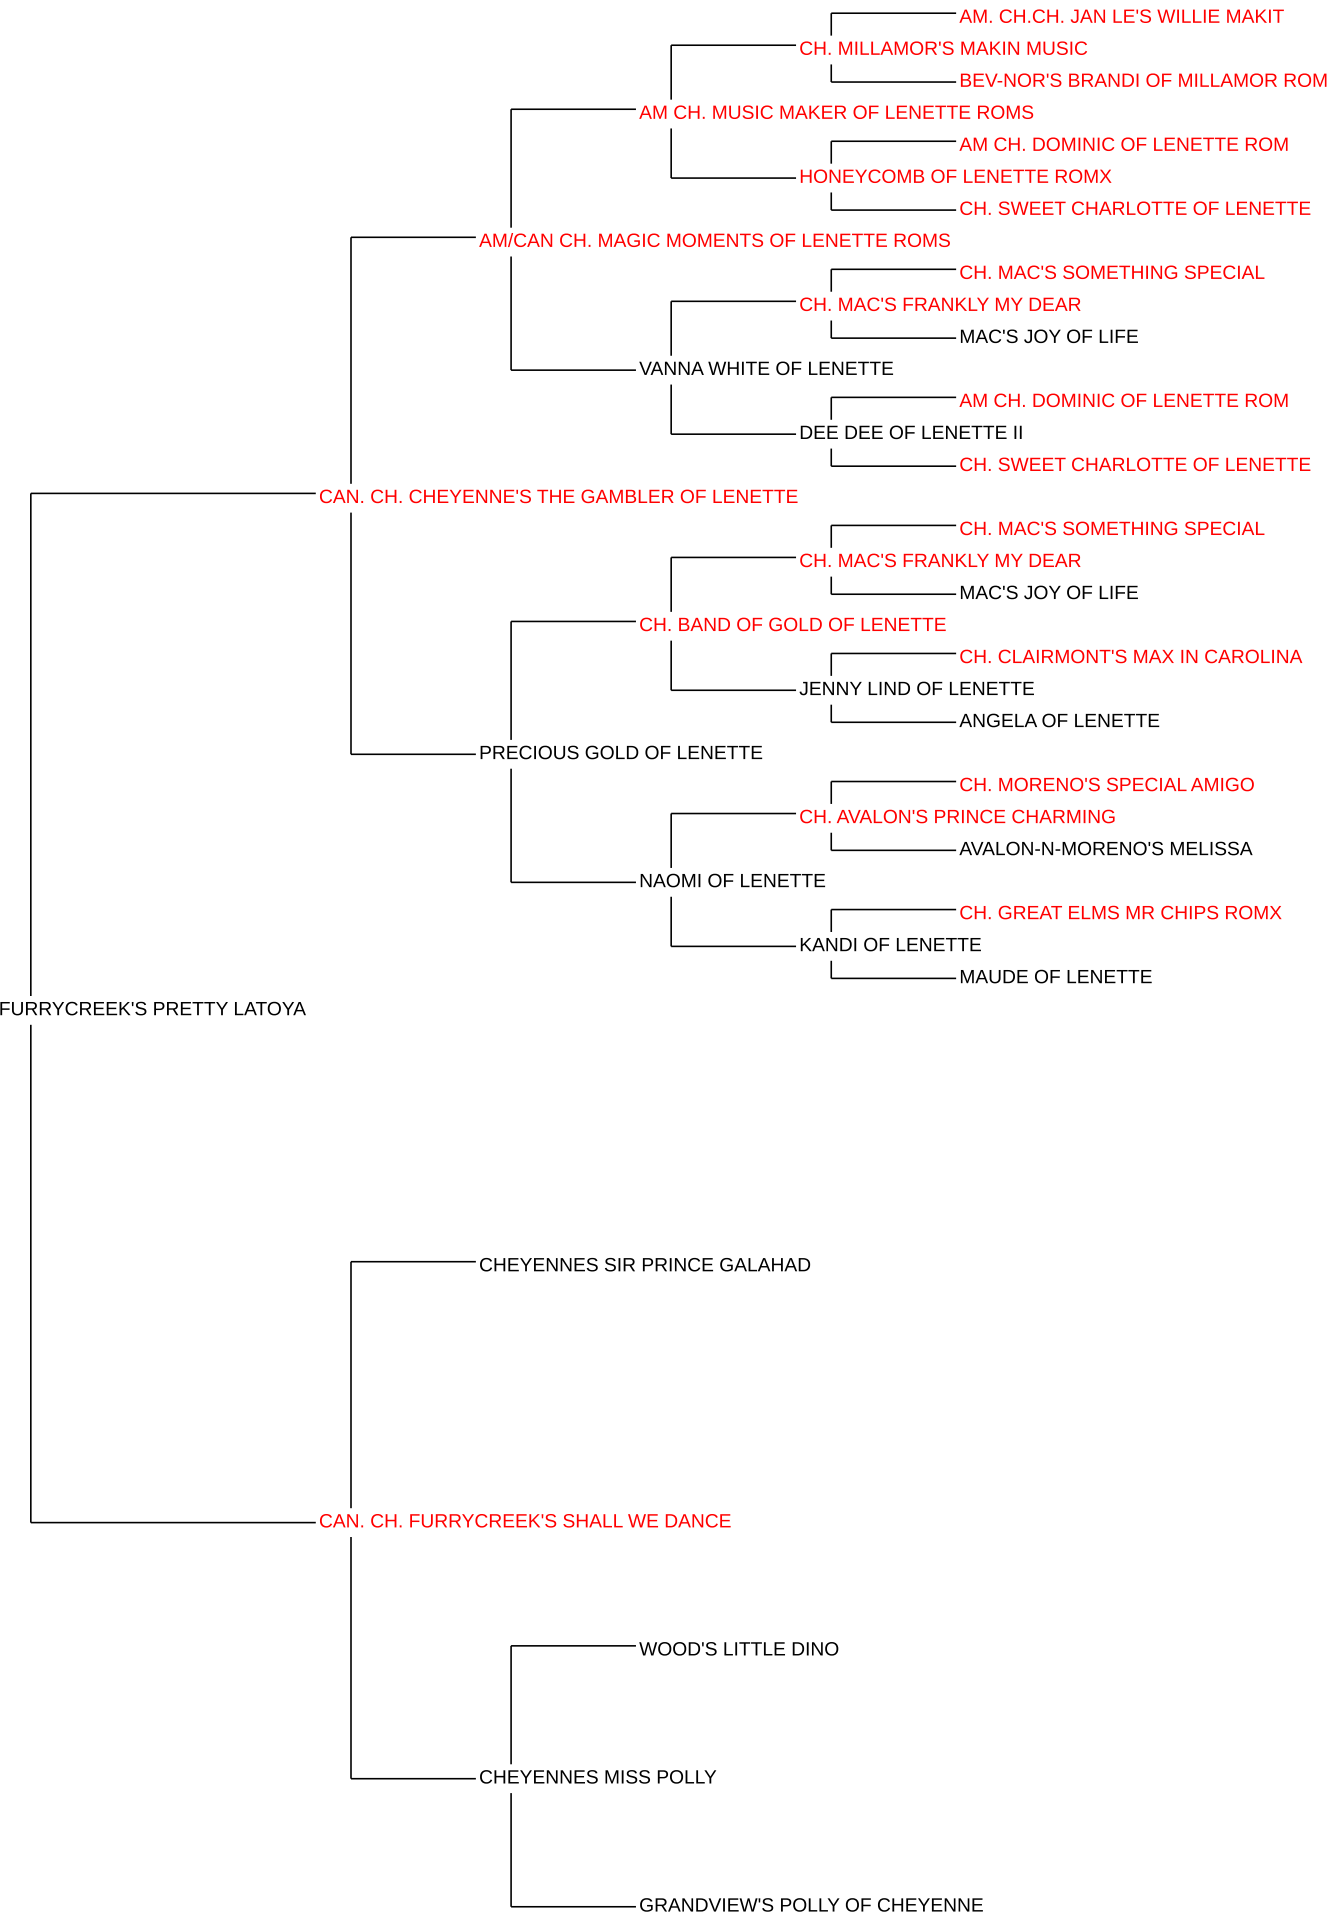 AM. CH.CH. JAN LE'S WILLIE MAKIT
CH. MILLAMOR'S MAKIN MUSIC
BEV-NOR'S BRANDI OF MILLAMOR ROM
AM CH. MUSIC MAKER OF LENETTE ROMS
AM CH. DOMINIC OF LENETTE ROM
HONEYCOMB OF LENETTE ROMX
CH. SWEET CHARLOTTE OF LENETTE
AM/CAN CH. MAGIC MOMENTS OF LENETTE ROMS
CH. MAC'S SOMETHING SPECIAL
CH. MAC'S FRANKLY MY DEAR
MAC'S JOY OF LIFE
VANNA WHITE OF LENETTE
AM CH. DOMINIC OF LENETTE ROM
DEE DEE OF LENETTE II
CH. SWEET CHARLOTTE OF LENETTE
CAN. CH. CHEYENNE'S THE GAMBLER OF LENETTE
CH. MAC'S SOMETHING SPECIAL
CH. MAC'S FRANKLY MY DEAR
MAC'S JOY OF LIFE
CH. BAND OF GOLD OF LENETTE
CH. CLAIRMONT'S MAX IN CAROLINA
JENNY LIND OF LENETTE
ANGELA OF LENETTE
PRECIOUS GOLD OF LENETTE
CH. MORENO'S SPECIAL AMIGO
CH. AVALON'S PRINCE CHARMING
AVALON-N-MORENO'S MELISSA
NAOMI OF LENETTE
CH. GREAT ELMS MR CHIPS ROMX
KANDI OF LENETTE
MAUDE OF LENETTE
FURRYCREEK'S PRETTY LATOYA
CHEYENNES SIR PRINCE GALAHAD
CAN. CH. FURRYCREEK'S SHALL WE DANCE
WOOD'S LITTLE DINO
CHEYENNES MISS POLLY
GRANDVIEW'S POLLY OF CHEYENNE